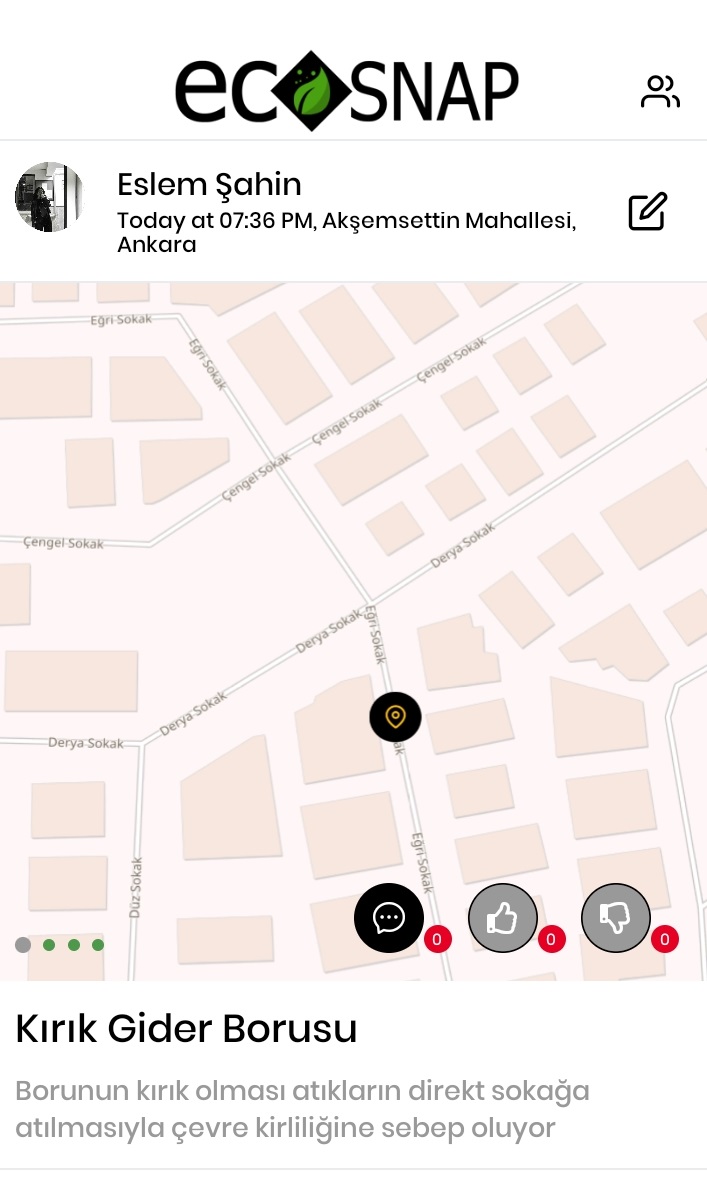 ecoSNAP
Eslem Şahin
Today at 07:36 PM, Akşemsettin Mahallesi,
Ankara
Eğri Sokak
Eğri Sokak
Çengel Sokak
Çengel Sokak
Çengel Sokak
Çengel Sokak
Derya Sokak
Derya Sokak
Eğri Sokak
Derya Sokak
Derya Sokak
ak
Eğri Sokak
Düz Sokak
0
0
0
Kırık Gider Borusu
Borunun kırık olması atıkların direkt sokağa
atılmasıyla çevre kirliliğine sebep oluyor